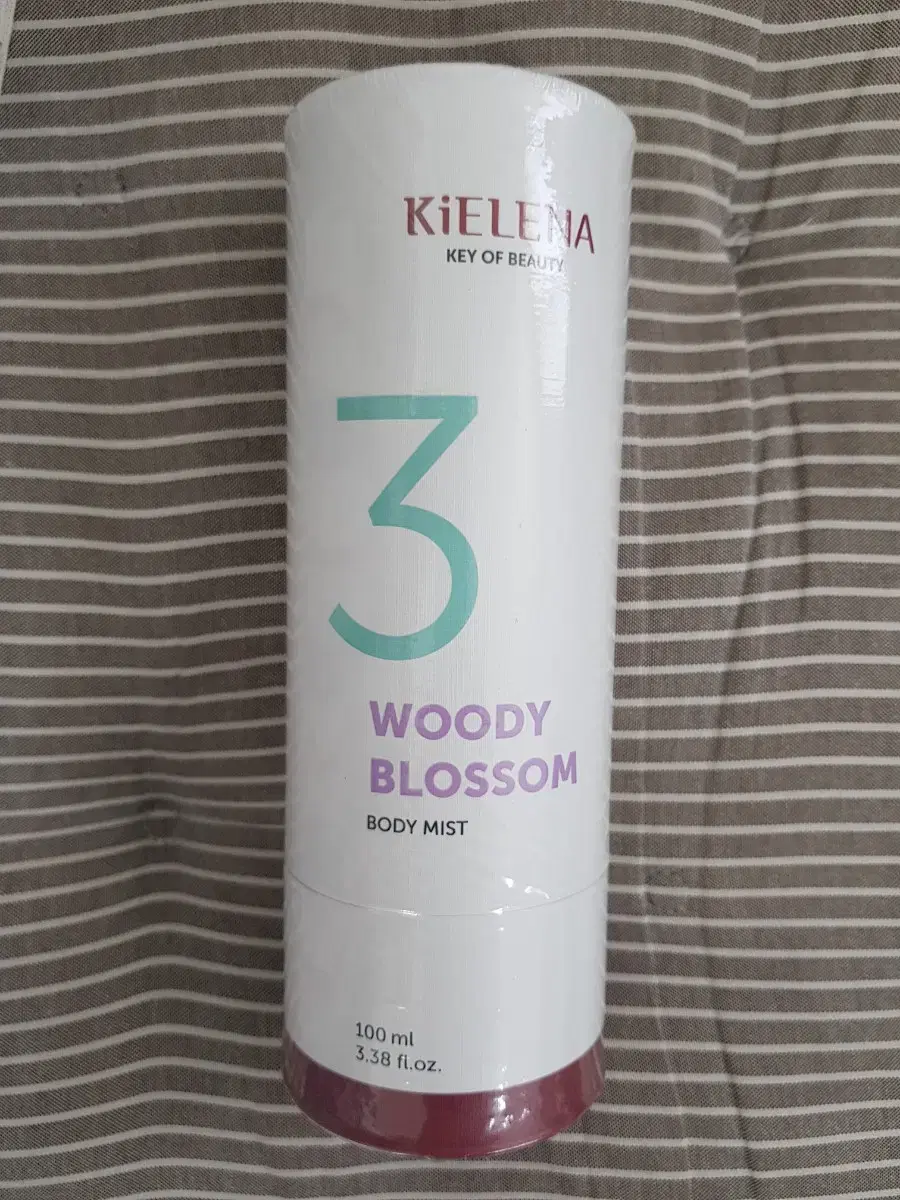 KiELENA
KEY OF BEAUTY
3
WOODY
BLOSSOM
BODY MIST
100 ml
3.38 fl.oz.